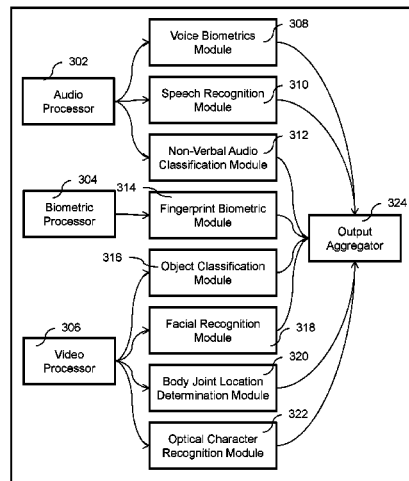 Voice Biometrics
Module
308
302
Audio
Processor
Speech Recognition
Module
310
312
Non-Verbal Audio
Classification Module
304
Biometric
Processor
314
Fingerprint Biometric
Module
324
Output
Aggregator
316
Object Classification
Module
306
Video
Processor
Facial Recognition
Module
318
320
Body Joint Location
Determination Module
322
Optical Character
Recognition Module